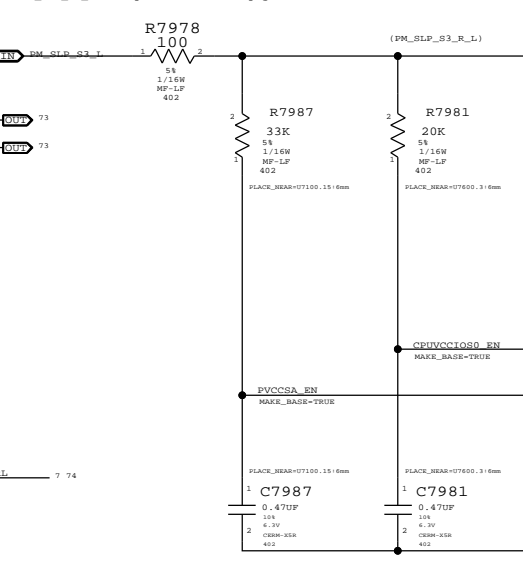 R7978
(PM_SLP_S3_R_L)
100
IN PM_SLP_S3_L 1 2
5%
1/16W
MF-LF
402
OUT 73
OUT 73
2 R7987
33K
5%
1/16W
1 MF-LF
402
PLACE_NEAR=U7100.15:6mm
2 R7981
20K
5%
1/16W
1 MF-LF
402
PLACE_NEAR=U7600.3:6mm
CPUVCCIOS0_EN
MAKE_BASE=TRUE
PVCCSA_EN
MAKE_BASE=TRUE
7 74
PLACE_NEAR=U7100.15:6mm
1 C7987
0.47UF
10%
2 6.3V
CERM-X5R
402
PLACE_NEAR=U7600.3:6mm
1 C7981
0.47UF
10%
2 6.3V
CERM-X5R
402